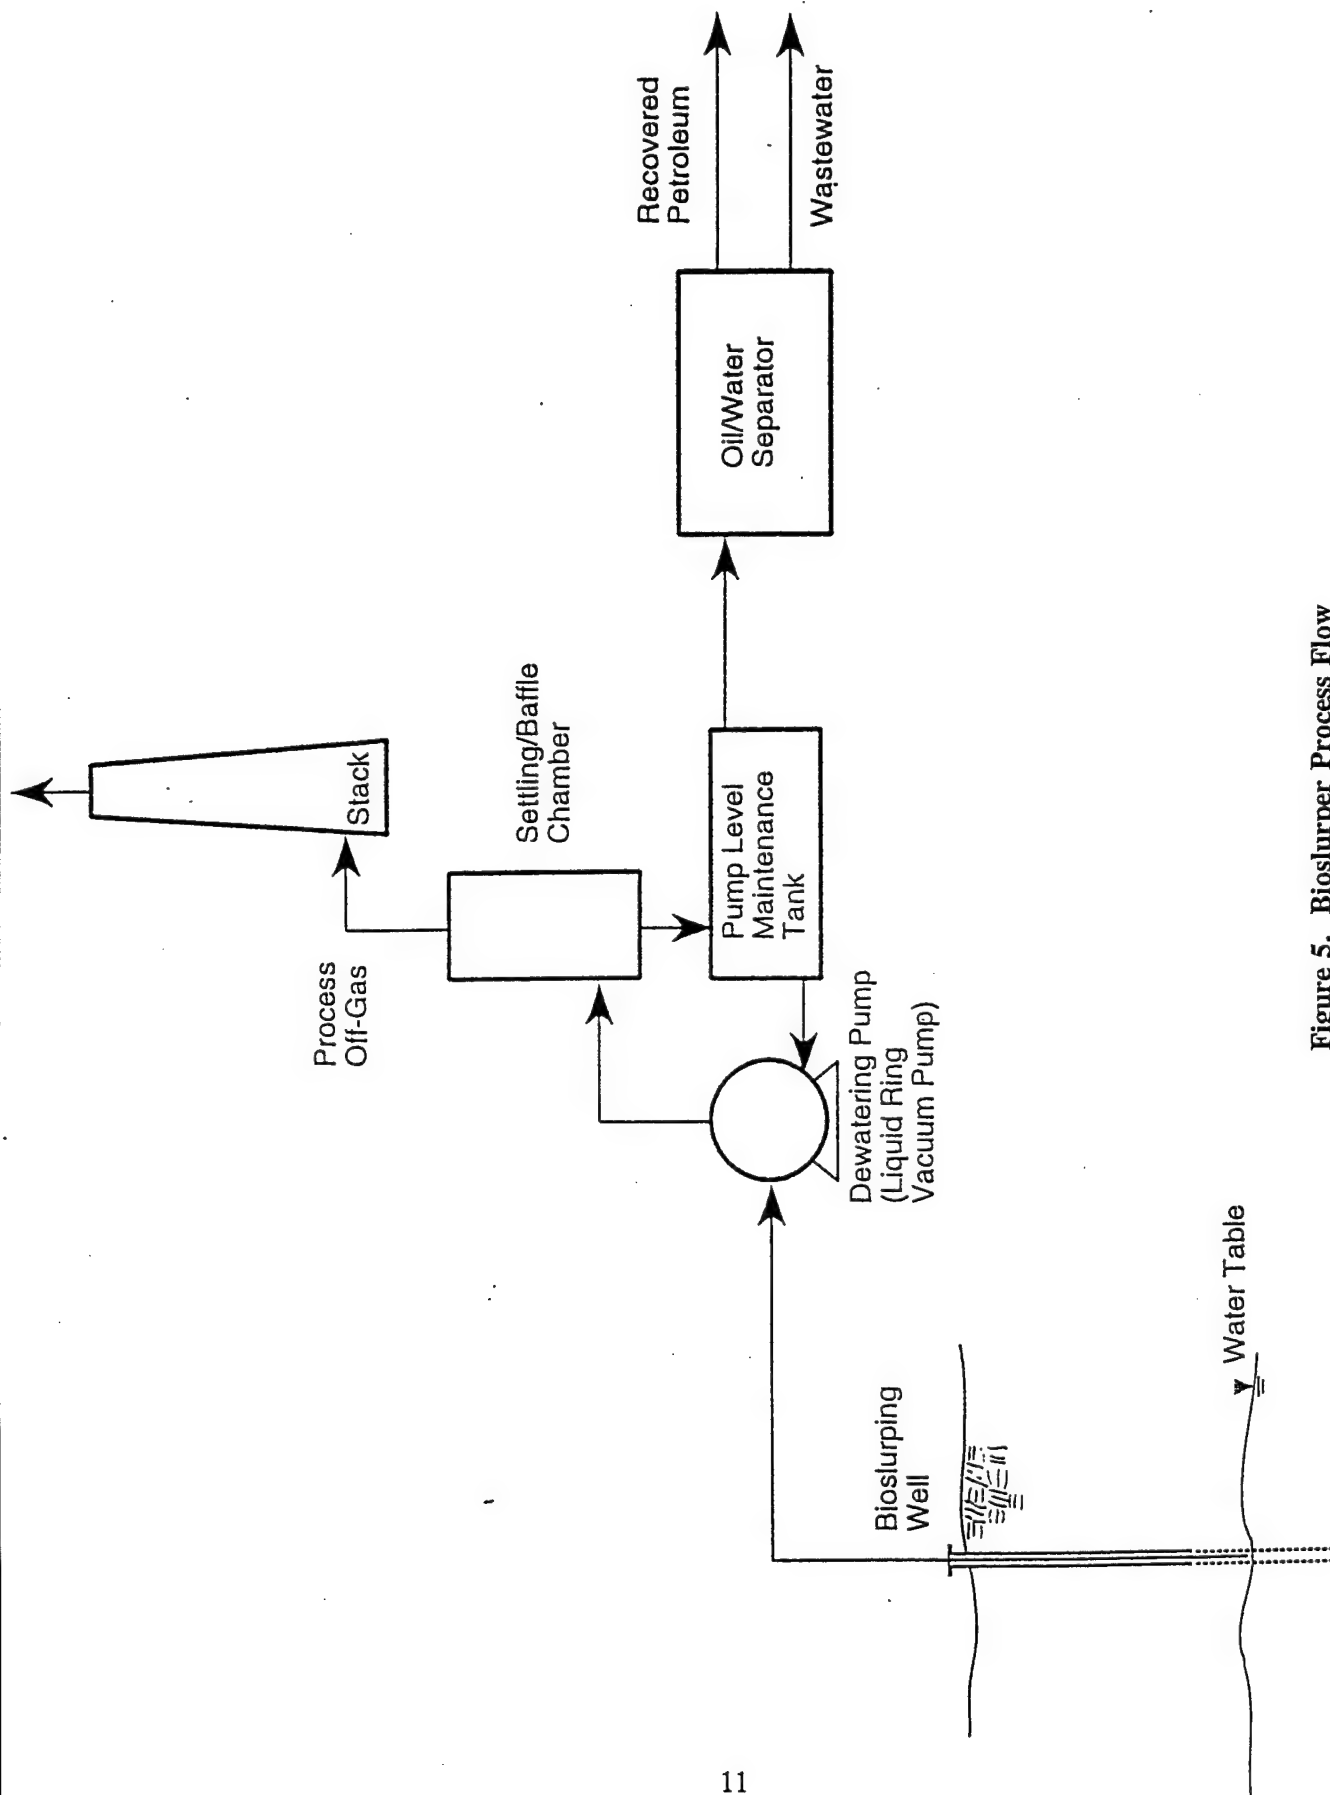 Stack
Process
Off-Gas
Settling/Baffle
Chamber
Recovered
Petroleum
Pump Level
Maintenance
Tank
Oil/Water
Separator
Wastewater
Dewatering Pump
(Liquid Ring
Vacuum Pump)
Bioslurping
Well
Water Table
Figure 5. Bioslurper Process Flow
11